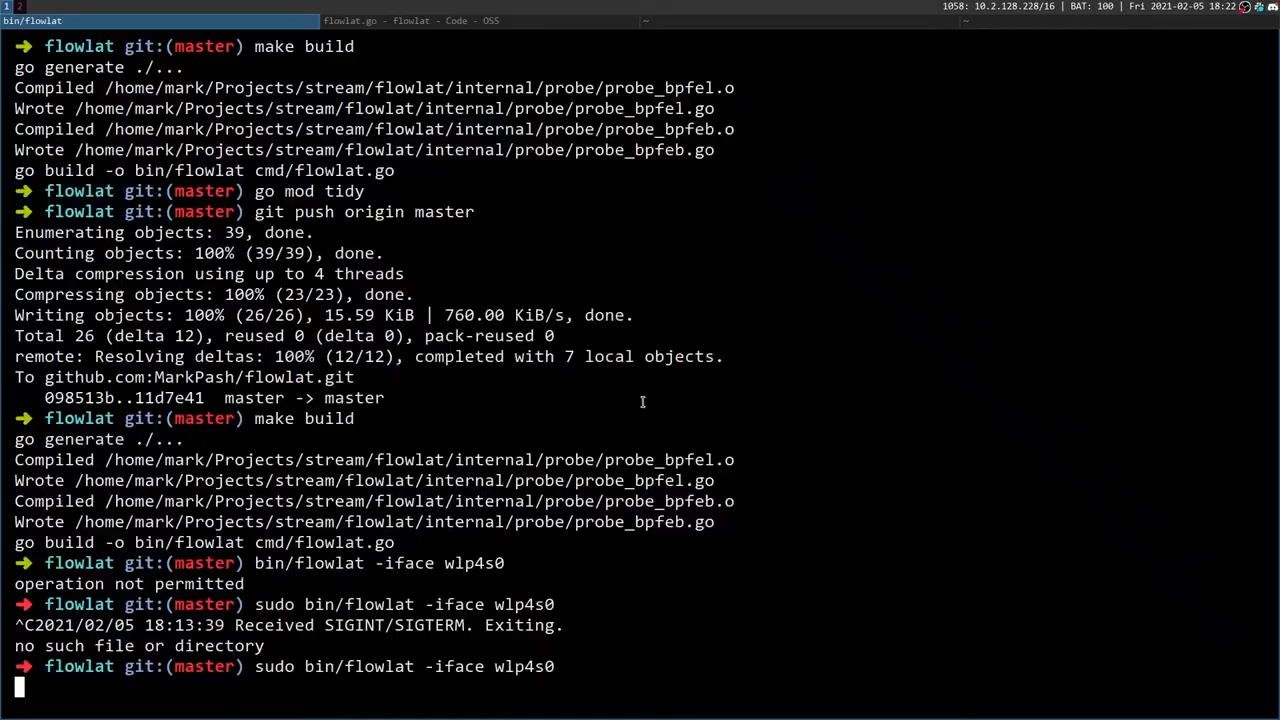 1 2 1058: 10.2.128.228/16 | BAT: 100 | Fri 2021-02-05 18:22
bin/flowlat flowlat.go - flowlat - Code - OSS ~ ~
➜ flowlat git:(master) make build
go generate ./...
Compiled /home/mark/Projects/stream/flowlat/internal/probe/probe_bpfel.o
Wrote /home/mark/Projects/stream/flowlat/internal/probe/probe_bpfel.go
Compiled /home/mark/Projects/stream/flowlat/internal/probe/probe_bpfeb.o
Wrote /home/mark/Projects/stream/flowlat/internal/probe/probe_bpfeb.go
go build -o bin/flowlat cmd/flowlat.go
➜ flowlat git:(master) go mod tidy
➜ flowlat git:(master) git push origin master
Enumerating objects: 39, done.
Counting objects: 100% (39/39), done.
Delta compression using up to 4 threads
Compressing objects: 100% (23/23), done.
Writing objects: 100% (26/26), 15.59 KiB | 760.00 KiB/s, done.
Total 26 (delta 12), reused 0 (delta 0), pack-reused 0
remote: Resolving deltas: 100% (12/12), completed with 7 local objects.
To github.com:MarkPash/flowlat.git
098513b..11d7e41 master -> master
➜ flowlat git:(master) make build
go generate ./...
Compiled /home/mark/Projects/stream/flowlat/internal/probe/probe_bpfel.o
Wrote /home/mark/Projects/stream/flowlat/internal/probe/probe_bpfel.go
Compiled /home/mark/Projects/stream/flowlat/internal/probe/probe_bpfeb.o
Wrote /home/mark/Projects/stream/flowlat/internal/probe/probe_bpfeb.go
go build -o bin/flowlat cmd/flowlat.go
➜ flowlat git:(master) bin/flowlat -iface wlp4s0
operation not permitted
➜ flowlat git:(master) sudo bin/flowlat -iface wlp4s0
^C2021/02/05 18:13:39 Received SIGINT/SIGTERM. Exiting.
no such file or directory
➜ flowlat git:(master) sudo bin/flowlat -iface wlp4s0